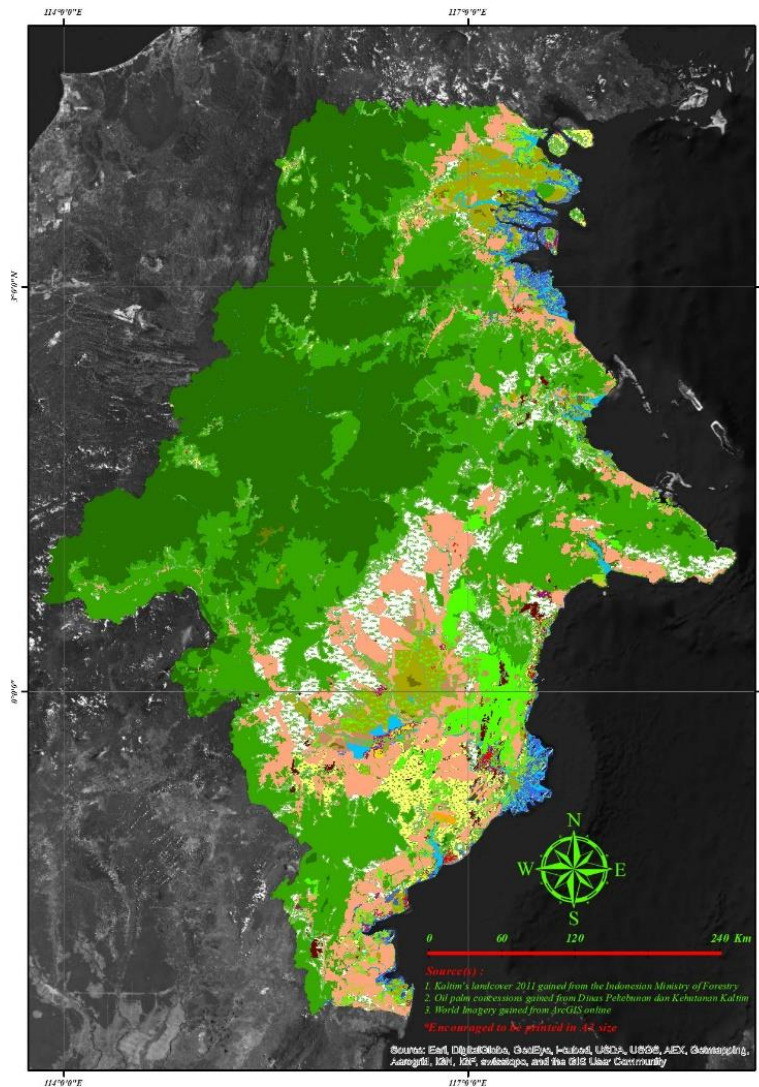 114°0'0"E 117°0'0"E
3°0'0"N
0°0'0"
N
W E
S
0 60 120 240 Km
Source(s) :
1. Kaltim's landcover 2011 gained from the Indonesian Ministry of Forestry
2. Oil palm concessions gained from Dinas Pekebunan dan Kehutanan Kaltim
3. World Imagery gained from ArcGIS online
*Encouraged to be printed in A3 size
Sources: Esri, DigitalGlobe, GeoEye, i-cubed, USDA, USGS, AEX, Getmapping,
Aerogrid, IGN, IGP, swisstopo, and the GIS User Community
114°0'0"E 117°0'0"E